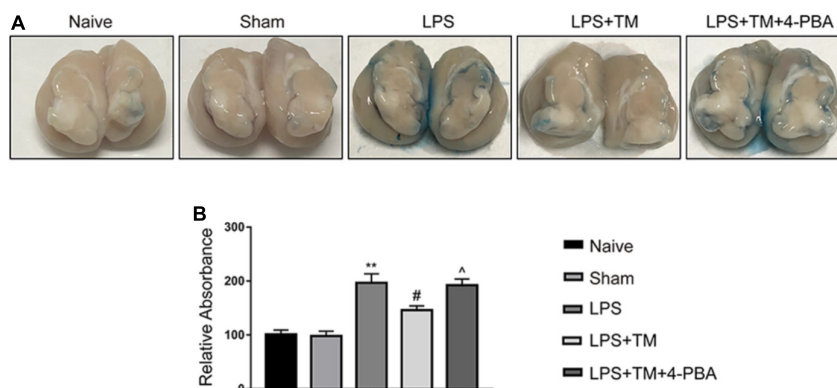 A
Naive Sham LPS LPS+TM LPS+TM+4-PBA
B
Relative Absorbance
300
200
100
0
** # ^
Naive
Sham
LPS
LPS+TM
LPS+TM+4-PBA